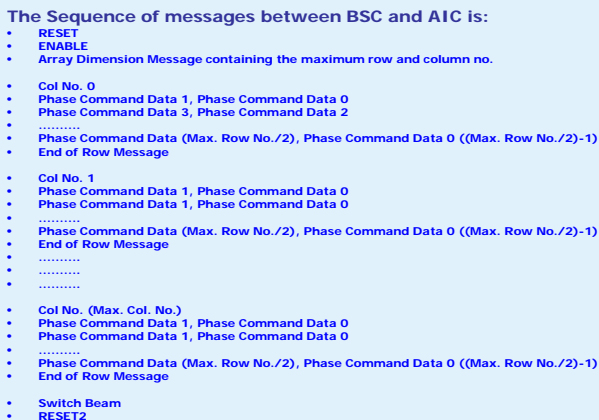 The Sequence of messages between BSC and AIC is:
• RESET
• ENABLE
• Array Dimension Message containing the maximum row and column no.
• Col No. 0
• Phase Command Data 1, Phase Command Data 0
• Phase Command Data 3, Phase Command Data 2
• ..........
• Phase Command Data (Max. Row No./2), Phase Command Data 0 ((Max. Row No./2)-1)
• End of Row Message
• Col No. 1
• Phase Command Data 1, Phase Command Data 0
• Phase Command Data 1, Phase Command Data 0
• ..........
• Phase Command Data (Max. Row No./2), Phase Command Data 0 ((Max. Row No./2)-1)
• End of Row Message
• ..........
• ..........
• ..........
• Col No. (Max. Col. No.)
• Phase Command Data 1, Phase Command Data 0
• Phase Command Data 1, Phase Command Data 0
• ..........
• Phase Command Data (Max. Row No./2), Phase Command Data 0 ((Max. Row No./2)-1)
• End of Row Message
• Switch Beam
• RESET2